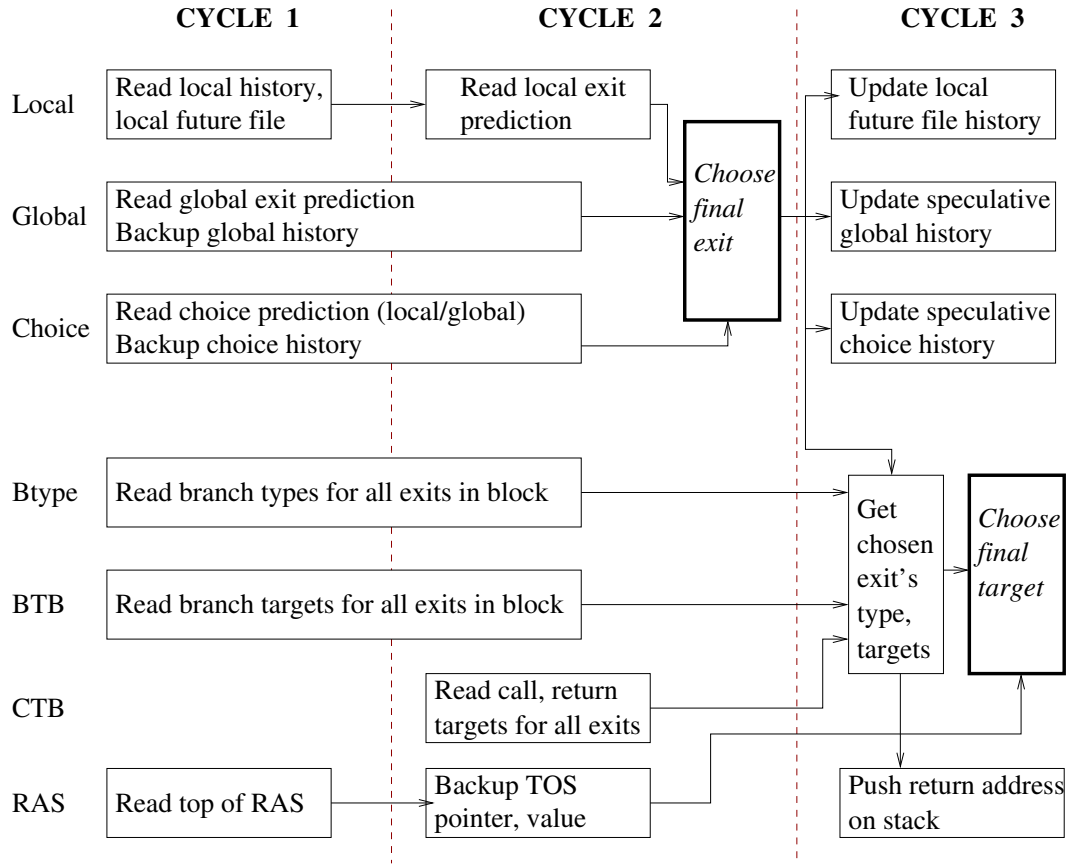 CYCLE 1
CYCLE 2
CYCLE 3
Local
Read local history,
local future file
Read local exit
prediction
Update local
future file history
Choose
final
exit
Global
Read global exit prediction
Backup global history
Update speculative
global history
Choice
Read choice prediction (local/global)
Backup choice history
Update speculative
choice history
Btype
Read branch types for all exits in block
Get
chosen
exit's
type,
targets
Choose
final
target
BTB
Read branch targets for all exits in block
CTB
Read call, return
targets for all exits
RAS
Read top of RAS
Backup TOS
pointer, value
Push return address
on stack